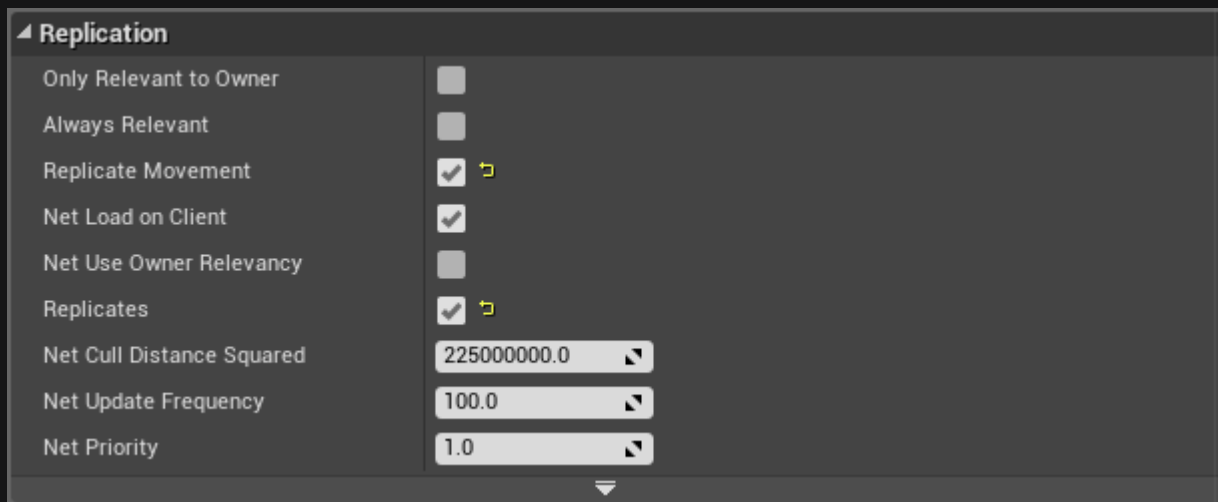 Replication
Only Relevant to Owner
Always Relevant
Replicate Movement
Net Load on Client
Net Use Owner Relevancy
Replicates
Net Cull Distance Squared 225000000.0
Net Update Frequency 100.0
Net Priority 1.0